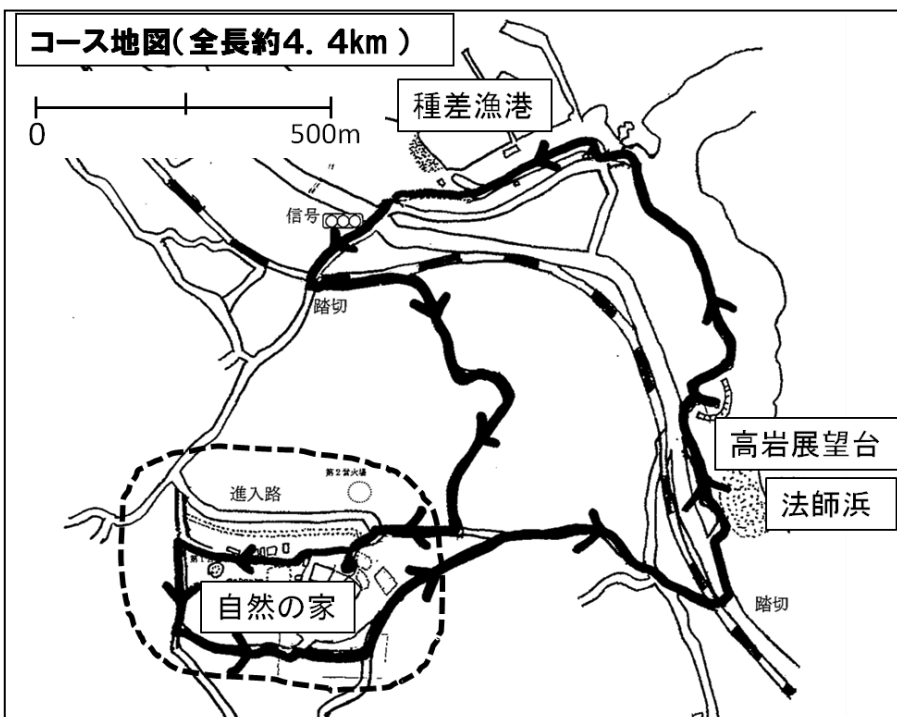 コース地図(全長約4．4km)
0
500m
種差漁港
信号
踏切
高岩展望台
法師浜
第2営火場
進入路
自然の家
踏切